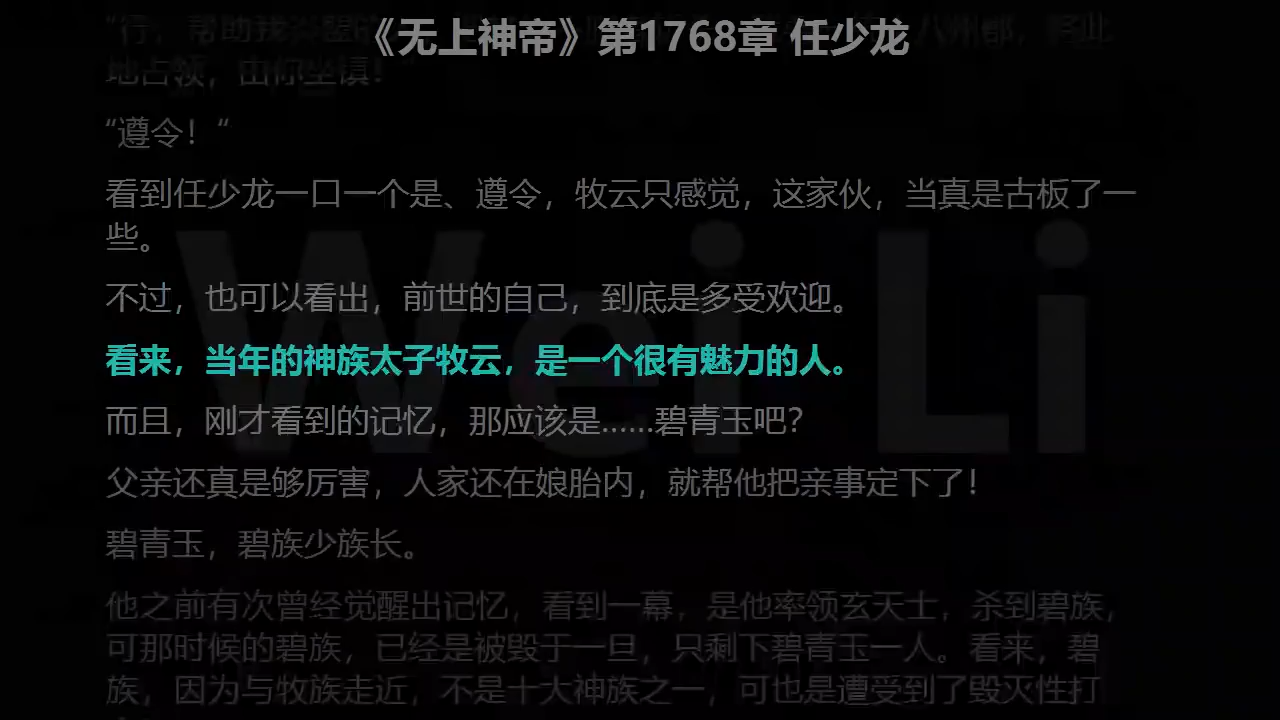 《无上神帝》第1768章 任少龙
地占领，由你坐镇！
“遵令！“
看到任少龙一口一个是、遵令，牧云只感觉，这家伙，当真是古板了一
些。
不过，也可以看出，前世的自己，到底是多受欢迎。
看来，当年的神族太子牧云，是一个很有魅力的人。
而且，刚才看到的记忆，那应该是……碧青玉吧？
父亲还真是够厉害，人家还在娘胎内，就帮他把亲事定下了！
碧青玉，碧族少族长。
他之前有次曾经觉醒出记忆，看到一幕，是他率领玄天士，杀到碧族，
可那时候的碧族，已经是被毁于一旦，只剩下碧青玉一人。看来，碧
族，因为与牧族走近，不是十大神族之一，可也是遭受到了毁灭性打
Wei Li